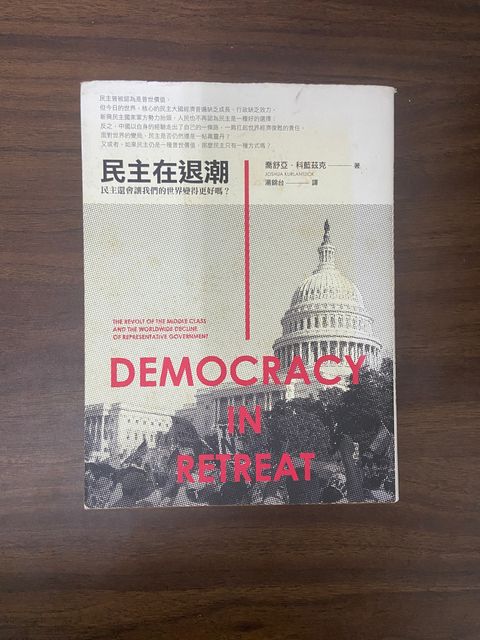 民主曾被認為是普世價值，
但今日的世界，核心的民主大國經濟普遍缺乏成長、行政缺乏效力，
新興民主國家軍方勢力抬頭，人民也不再認為民主是一種好的選擇；
反之，中國以自身的經驗走出了自己的一條路，一肩扛起世界經濟復甦的責任。
面對世界的變局，民主是否仍然還是一帖萬靈丹？
又或者，如果民主仍是一種普世價值，那麼民主只有一種方式嗎？
民主在退潮
民主還會讓我們的世界變得更好嗎？
喬舒亞．科藍茲克 著
JOSHUA KURLANTZICK
湯錦台 譯
THE REVOLT OF THE MIDDLE CLASS
AND THE WORLDWIDE DECLINE
OF REPRESENTATIVE GOVERNMENT
DEMOCRACY
IN
RETREAT